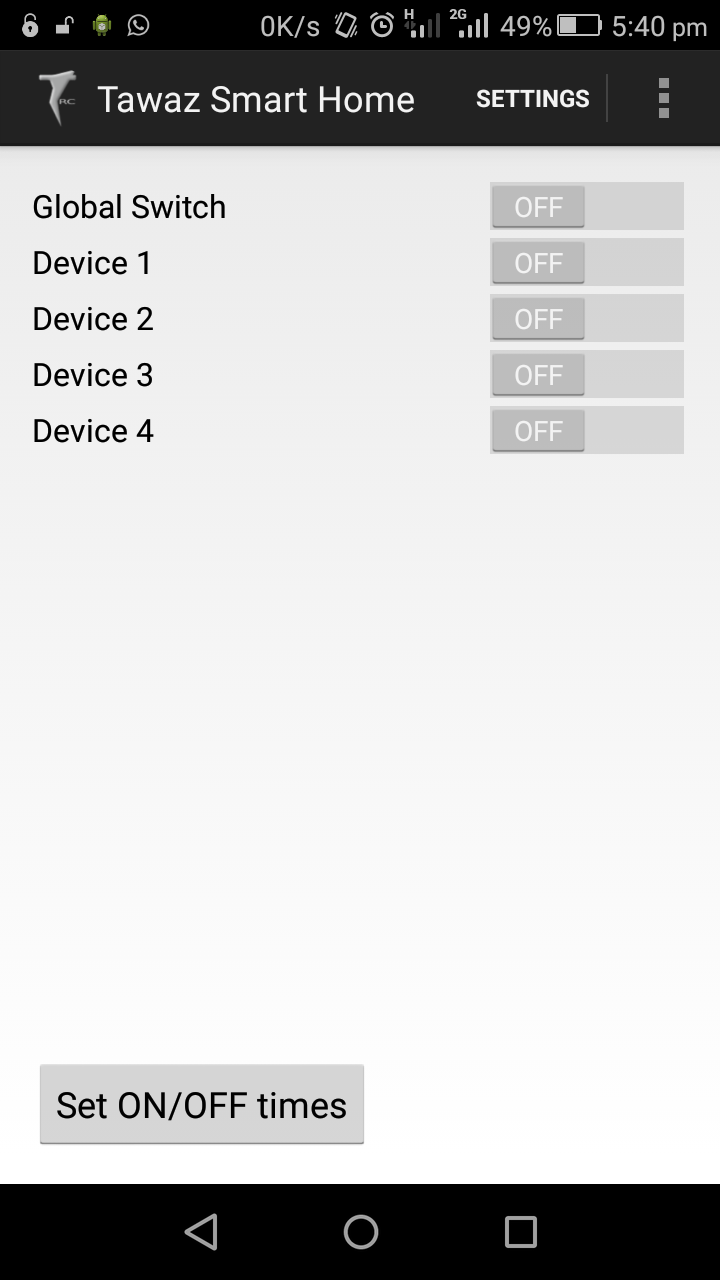 0K/s H 2G 49% 5:40 pm
RC Tawaz Smart Home SETTINGS
Global Switch OFF
Device 1 OFF
Device 2 OFF
Device 3 OFF
Device 4 OFF
Set ON/OFF times